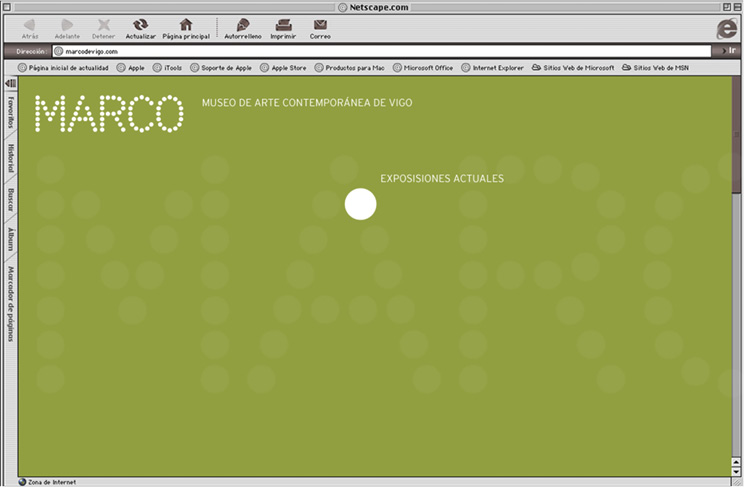 Netscape.com
Atrás Adelante Detener Actualizar Página principal Autorrelleno Imprimir Correo
Dirección: marcodevigo.com Ir
Página inicial de actualidad Apple iTools Soporte de Apple Apple Store Productos para Mac Microsoft Office Internet Explorer Sitios Web de Microsoft Sitios Web de MSN
Favoritos
Historial
Buscar
Álbum
Marcador de páginas
MARCO
MUSEO DE ARTE CONTEMPORÁNEA DE VIGO
EXPOSISIONES ACTUALES
MARC
Zona de Internet